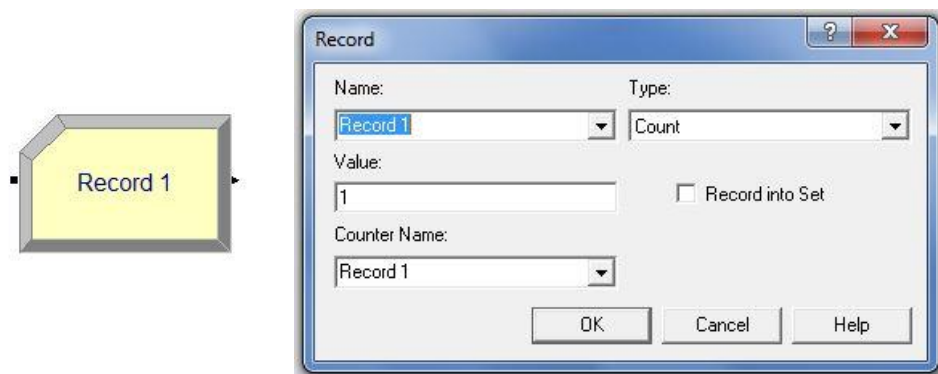 Record 1
Record
Name:
Type:
Record 1
Count
Value:
1
Record into Set
Counter Name:
Record 1
OK
Cancel
Help